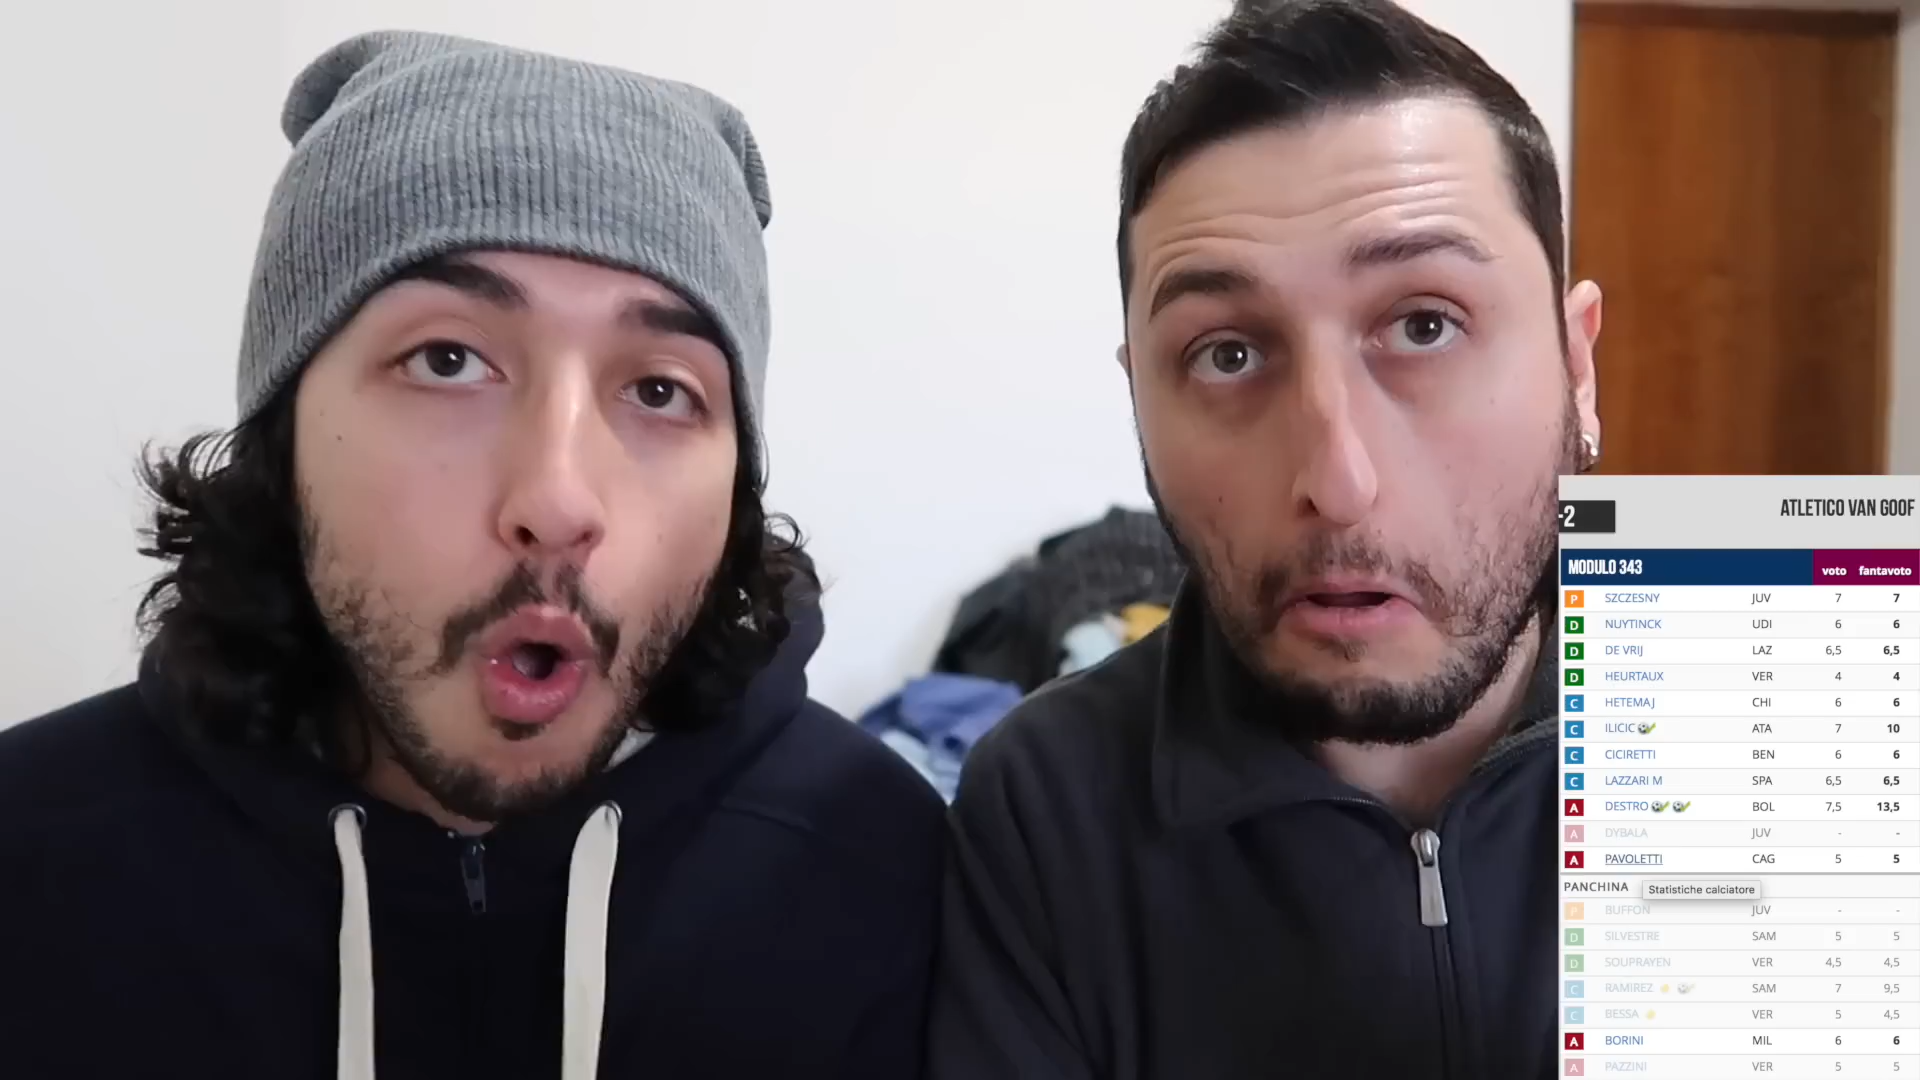 -2
ATLETICO VAN GOOF
MODULO 343 voto fantavoto
P SZCZESNY JUV 7 7
D NUYTINCK UDI 6 6
D DE VRIJ LAZ 6,5 6,5
D HEURTAUX VER 4 4
C HETEMAJ CHI 6 6
C ILICIC ATA 7 10
C CICIRETTI BEN 6 6
C LAZZARI M SPA 6,5 6,5
A DESTRO BOL 7,5 13,5
A DYBALA JUV - -
A PAVOLETTI CAG 5 5
PANCHINA
Statistiche calciatore
P BUFFON JUV - -
D SILVESTRE SAM 5 5
D SOUPRAYEN VER 4,5 4,5
C RAMIREZ SAM 7 9,5
C BESSA VER 5 4,5
A BORINI MIL 6 6
A PAZZINI VER 5 5